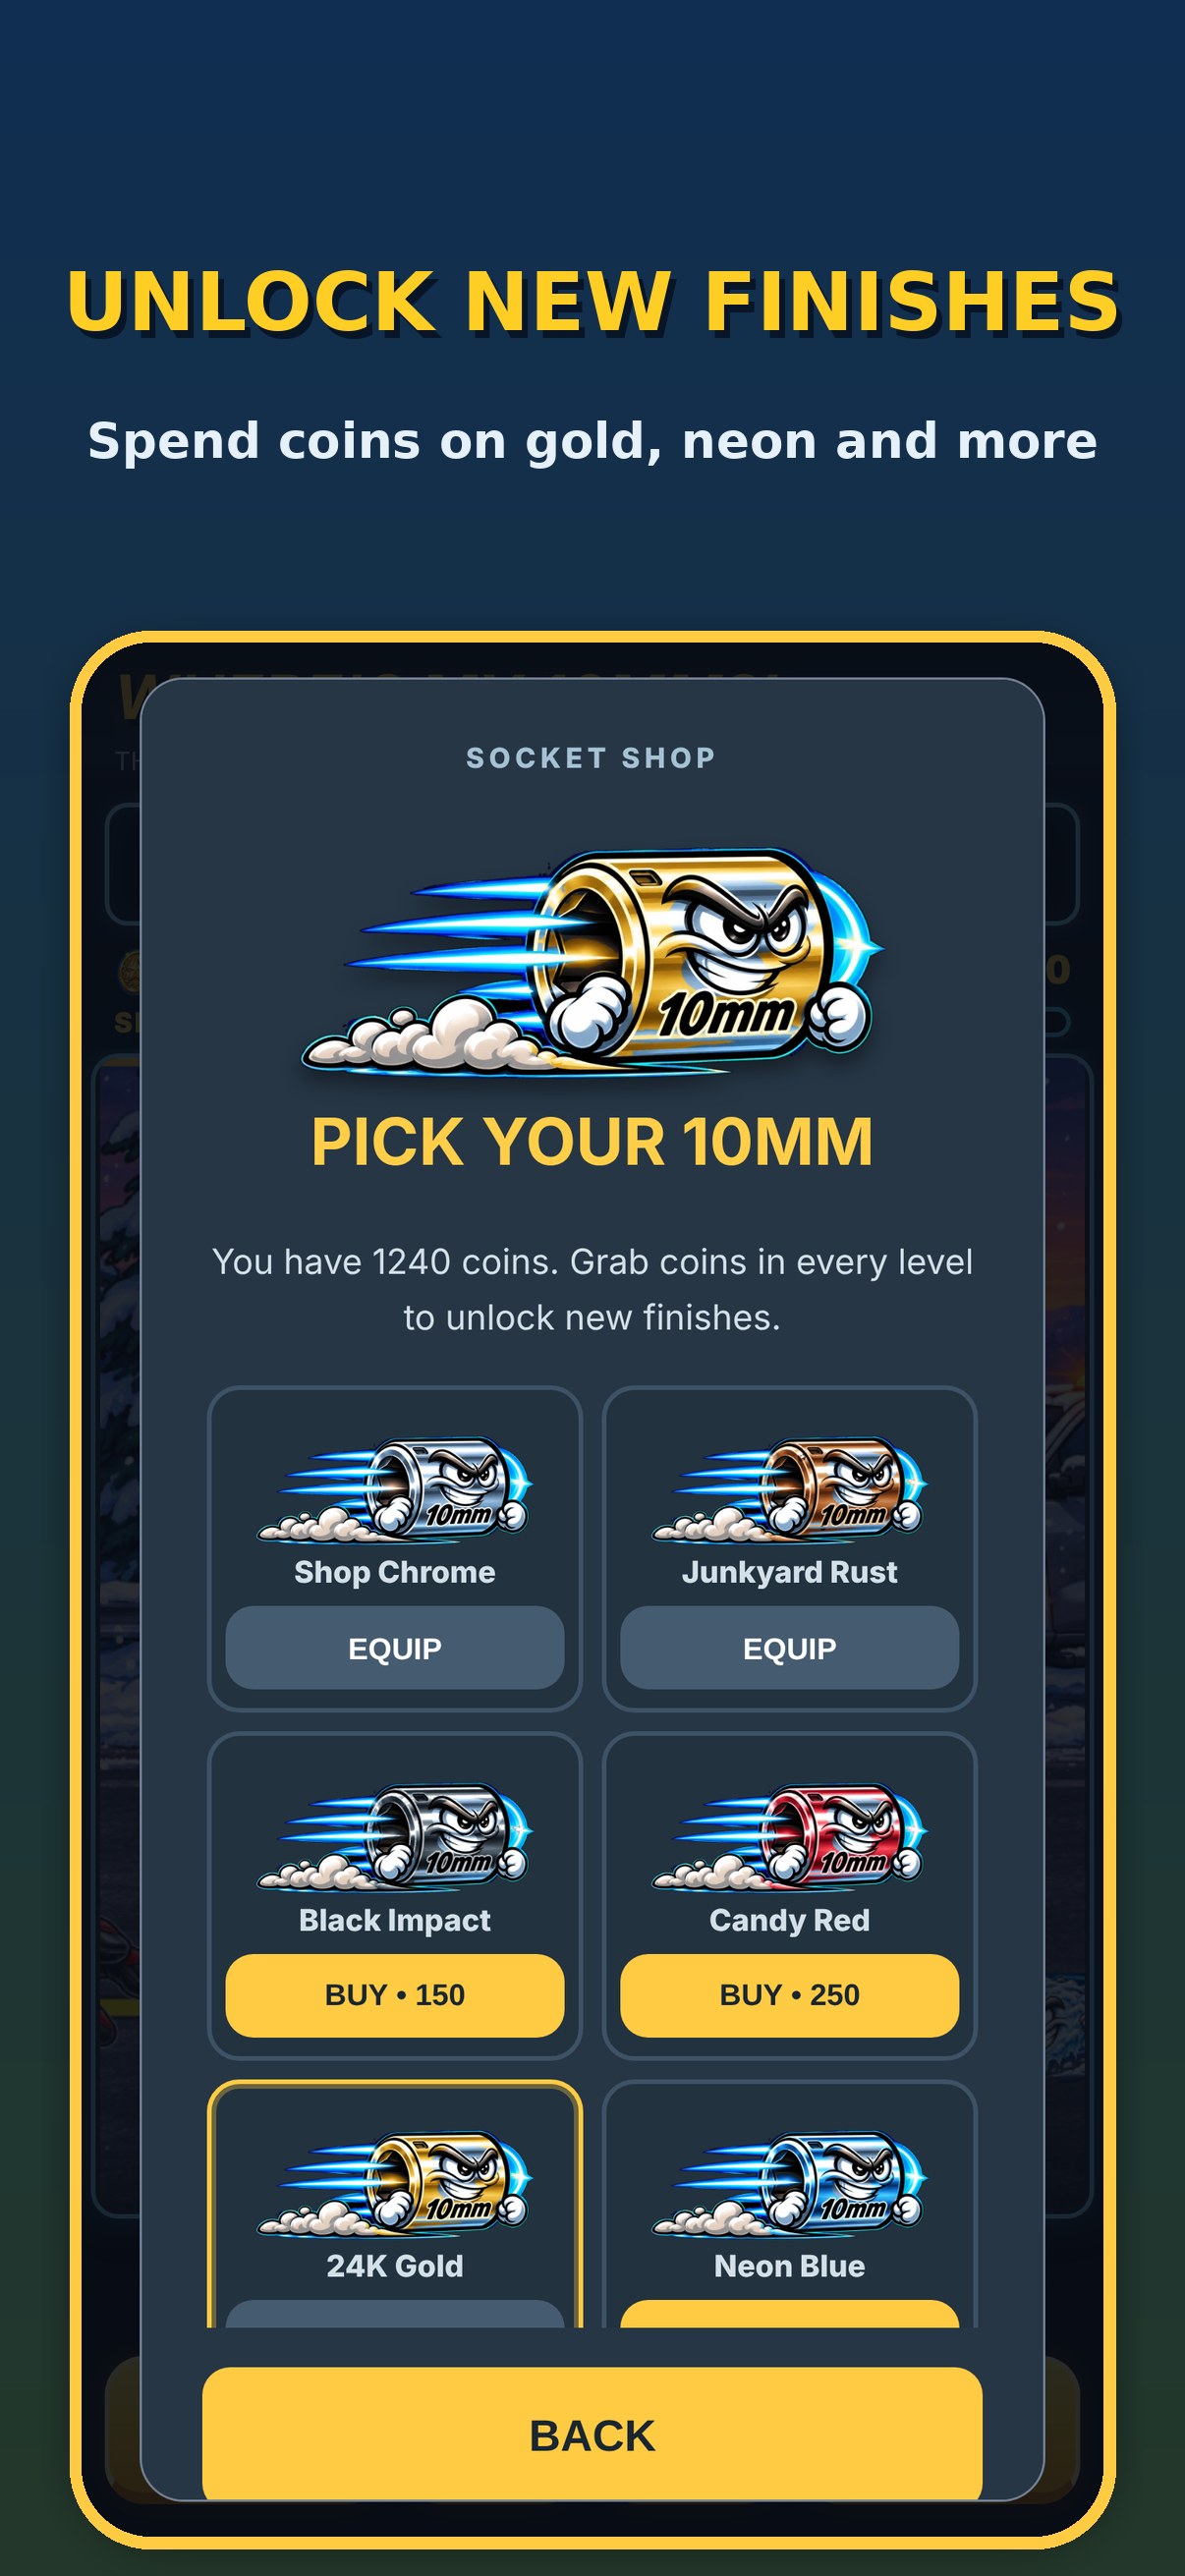 UNLOCK NEW FINISHES
Spend coins on gold, neon and more
SOCKET SHOP
10mm
PICK YOUR 10MM
You have 1240 coins. Grab coins in every level
to unlock new finishes.
10mm
10mm
Shop Chrome
Junkyard Rust
EQUIP
EQUIP
10mm
10mm
Black Impact
Candy Red
BUY • 150
BUY • 250
10mm
10mm
24K Gold
Neon Blue
BACK